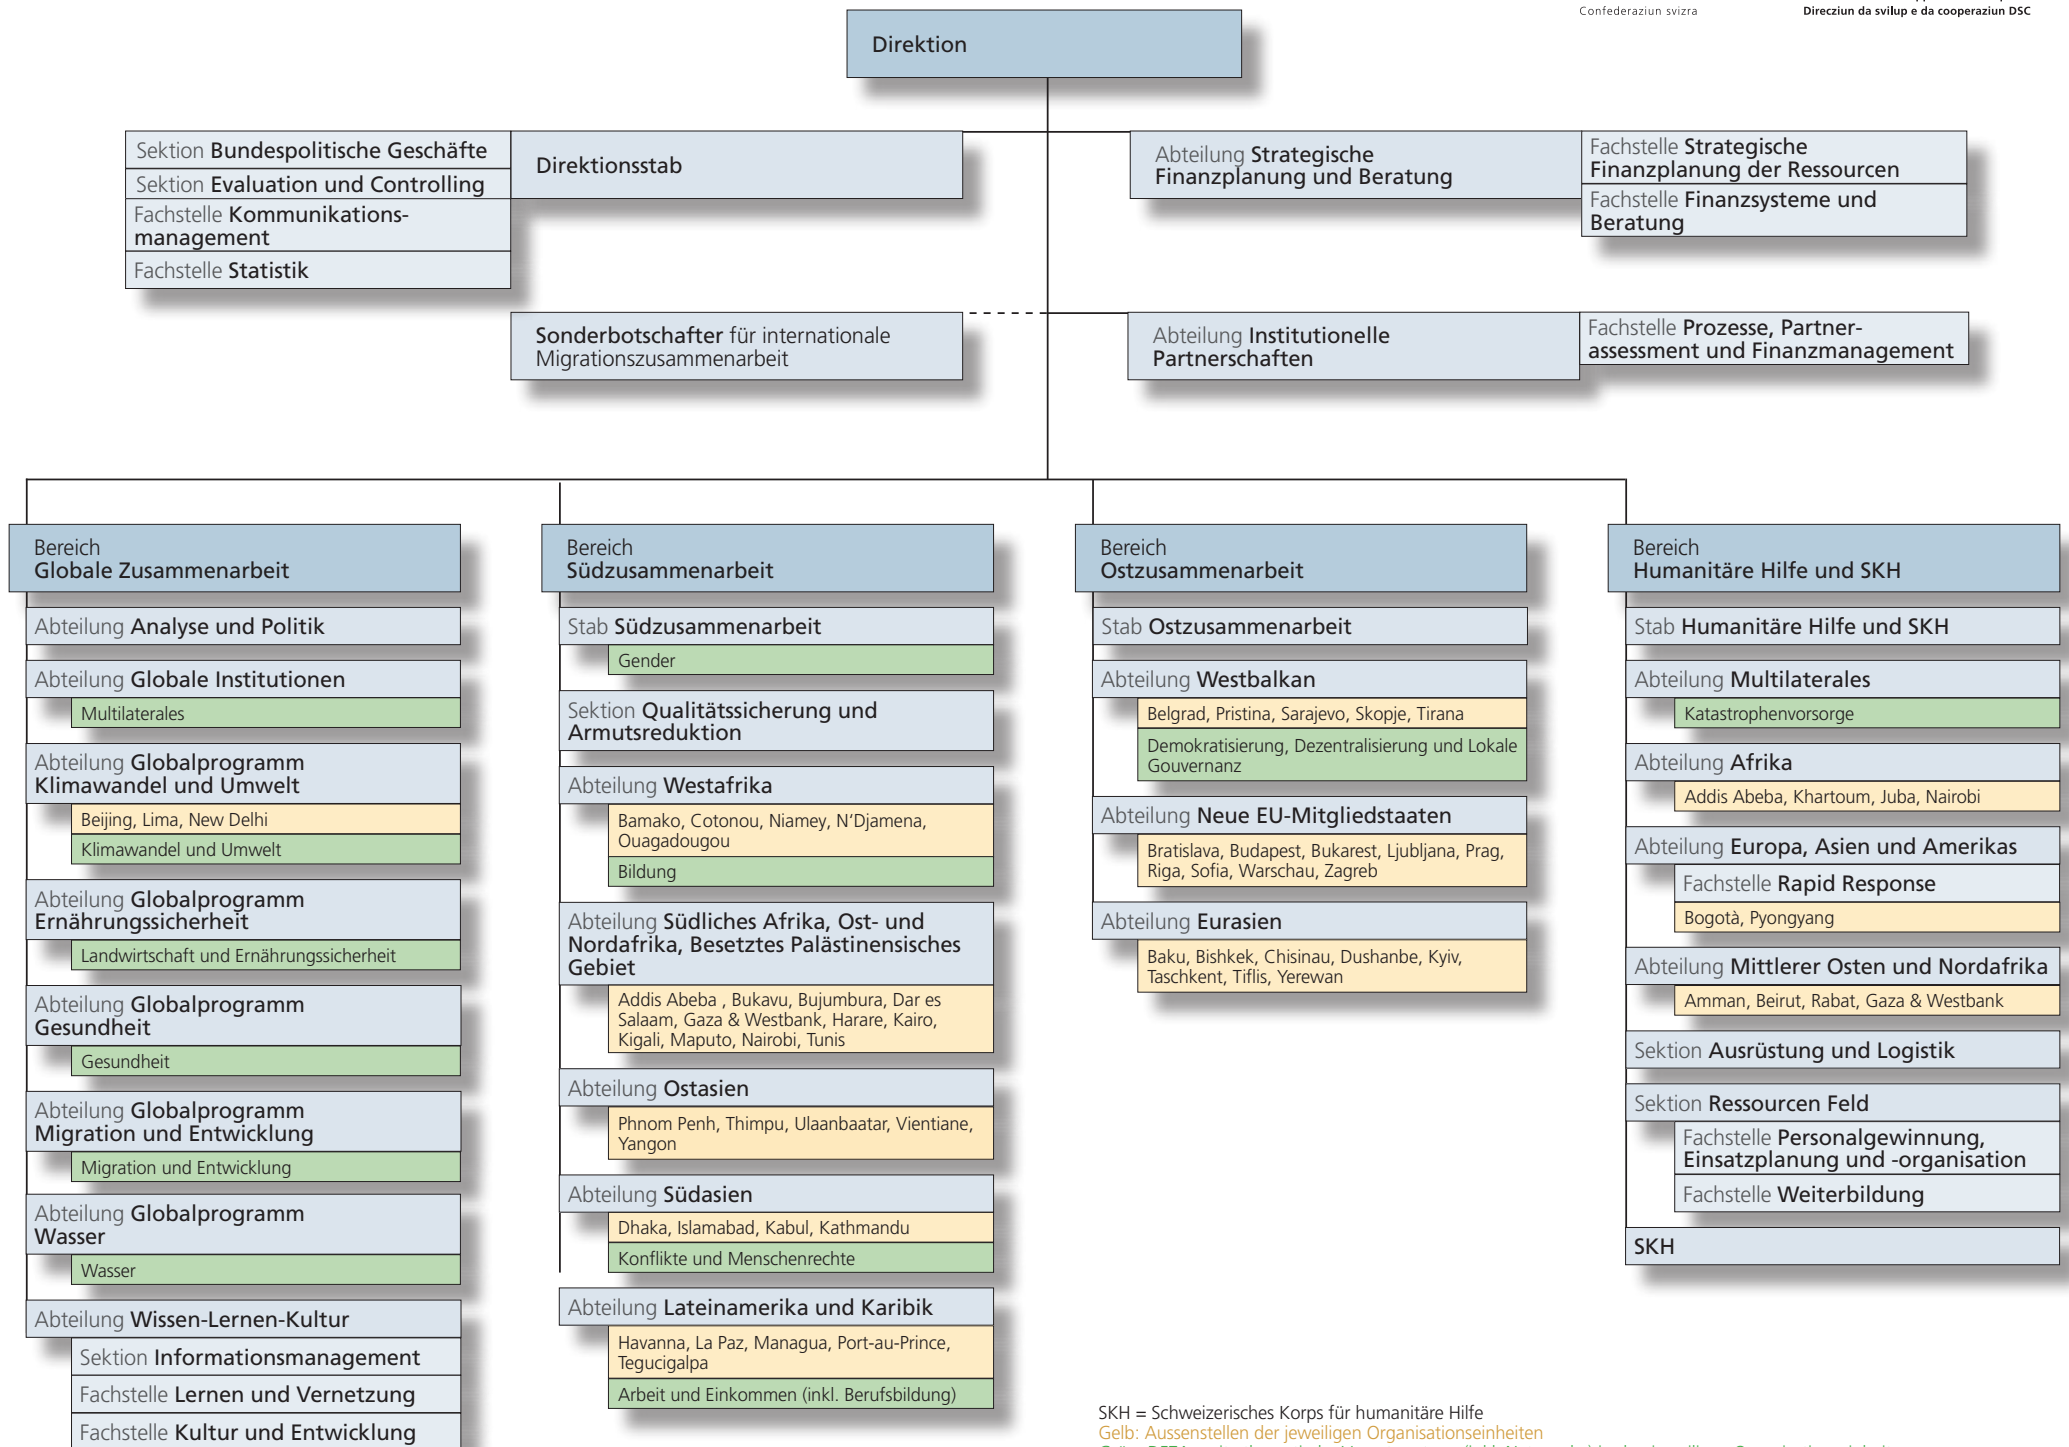 Confederaziun svizra
Direcziun da svilup e da cooperaziun DSC
Direktion
Sektion Bundespolitische Geschäfte
Sektion Evaluation und Controlling
Fachstelle Kommunikations-
management
Fachstelle Statistik
Direktionsstab
Abteilung Strategische
Finanzplanung und Beratung
Fachstelle Strategische
Finanzplanung der Ressourcen
Fachstelle Finanzsysteme und
Beratung
Sonderbotschafter für internationale
Migrationszusammenarbeit
Abteilung Institutionelle
Partnerschaften
Fachstelle Prozesse, Partner-
assessment und Finanzmanagement
Bereich
Globale Zusammenarbeit
Abteilung Analyse und Politik
Abteilung Globale Institutionen
Multilaterales
Abteilung Globalprogramm
Klimawandel und Umwelt
Beijing, Lima, New Delhi
Klimawandel und Umwelt
Abteilung Globalprogramm
Ernährungssicherheit
Landwirtschaft und Ernährungssicherheit
Abteilung Globalprogramm
Gesundheit
Gesundheit
Abteilung Globalprogramm
Migration und Entwicklung
Migration und Entwicklung
Abteilung Globalprogramm
Wasser
Wasser
Abteilung Wissen-Lernen-Kultur
Sektion Informationsmanagement
Fachstelle Lernen und Vernetzung
Fachstelle Kultur und Entwicklung
Bereich
Südzusammenarbeit
Stab Südzusammenarbeit
Gender
Sektion Qualitätssicherung und
Armutsreduktion
Abteilung Westafrika
Bamako, Cotonou, Niamey, N‘Djamena,
Ouagadougou
Bildung
Abteilung Südliches Afrika, Ost- und
Nordafrika, Besetztes Palästinensisches
Gebiet
Addis Abeba , Bukavu, Bujumbura, Dar es
Salaam, Gaza & Westbank, Harare, Kairo,
Kigali, Maputo, Nairobi, Tunis
Abteilung Ostasien
Phnom Penh, Thimpu, Ulaanbaatar, Vientiane,
Yangon
Abteilung Südasien
Dhaka, Islamabad, Kabul, Kathmandu
Konflikte und Menschenrechte
Abteilung Lateinamerika und Karibik
Havanna, La Paz, Managua, Port-au-Prince,
Tegucigalpa
Arbeit und Einkommen (inkl. Berufsbildung)
Bereich
Ostzusammenarbeit
Stab Ostzusammenarbeit
Abteilung Westbalkan
Belgrad, Pristina, Sarajevo, Skopje, Tirana
Demokratisierung, Dezentralisierung und Lokale
Gouvernanz
Abteilung Neue EU-Mitgliedstaaten
Bratislava, Budapest, Bukarest, Ljubljana, Prag,
Riga, Sofia, Warschau, Zagreb
Abteilung Eurasien
Baku, Bishkek, Chisinau, Dushanbe, Kyiv,
Taschkent, Tiflis, Yerewan
Bereich
Humanitäre Hilfe und SKH
Stab Humanitäre Hilfe und SKH
Abteilung Multilaterales
Katastrophenvorsorge
Abteilung Afrika
Addis Abeba, Khartoum, Juba, Nairobi
Abteilung Europa, Asien und Amerikas
Fachstelle Rapid Response
Bogotà, Pyongyang
Abteilung Mittlerer Osten und Nordafrika
Amman, Beirut, Rabat, Gaza & Westbank
Sektion Ausrüstung und Logistik
Sektion Ressourcen Feld
Fachstelle Personalgewinnung,
Einsatzplanung und -organisation
Fachstelle Weiterbildung
SKH
SKH = Schweizerisches Korps für humanitäre Hilfe
Gelb: Aussenstellen der jeweiligen Organisationseinheiten